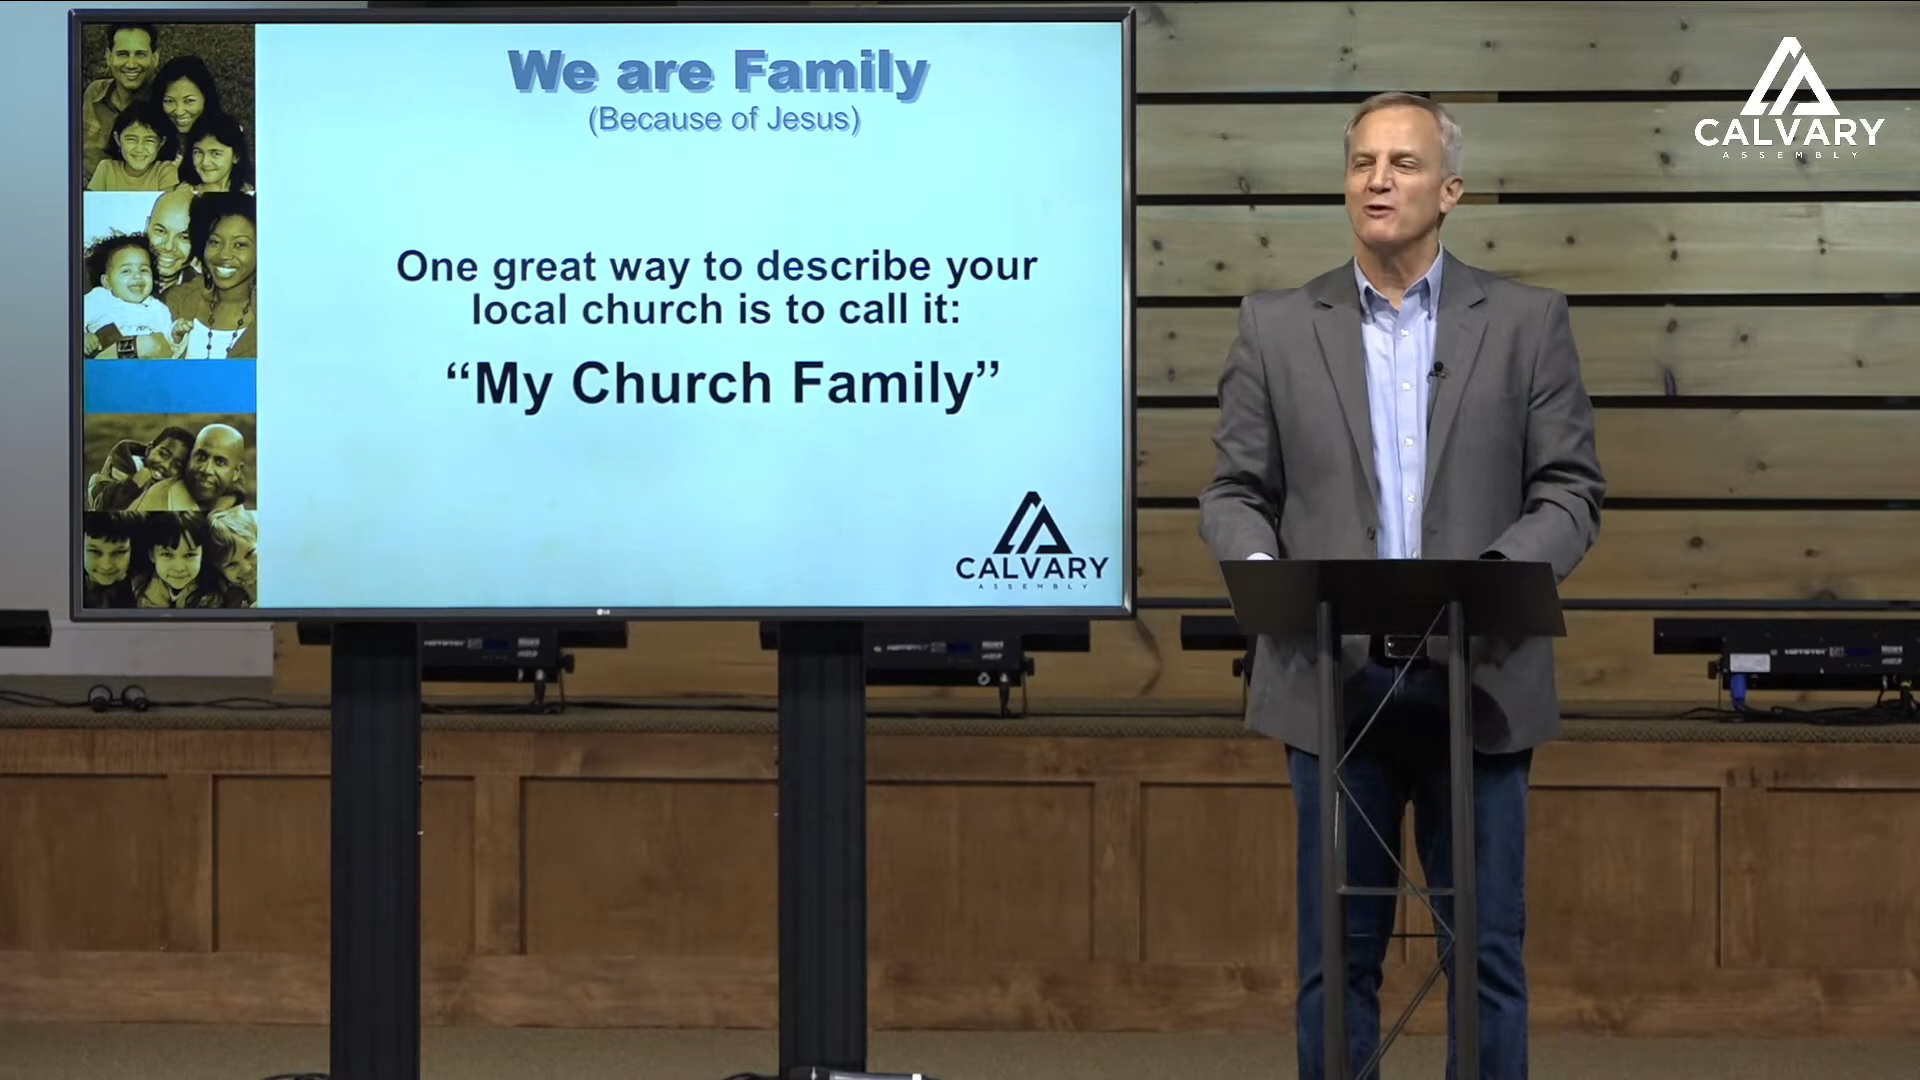 We are Family
(Because of Jesus)
One great way to describe your
local church is to call it:
“My Church Family”
CALVARY
ASSEMBLY
LG
CALVARY
ASSEMBLY